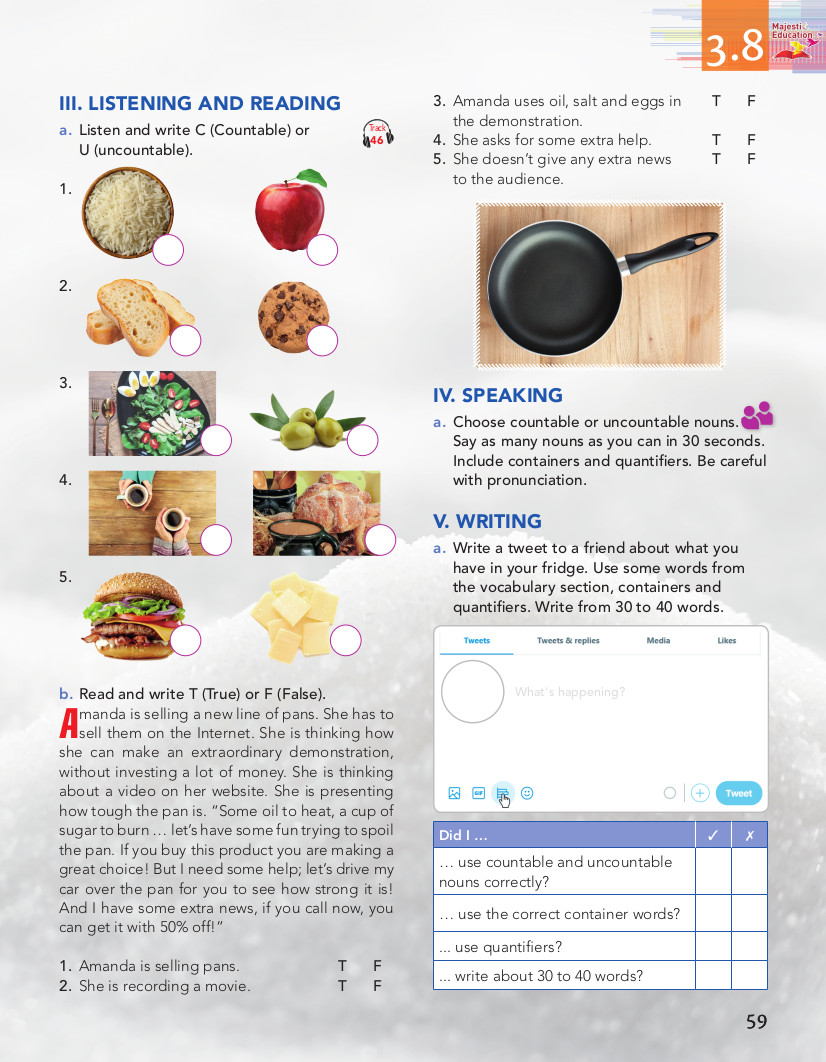 3.8
Majestic Education
III. LISTENING AND READING
a. Listen and write C (Countable) or
U (uncountable).
Track
46
1.
2.
3.
4.
5.
b. Read and write T (True) or F (False).
Amanda is selling a new line of pans. She has to
sell them on the Internet. She is thinking how
she can make an extraordinary demonstration,
without investing a lot of money. She is thinking
about a video on her website. She is presenting
how tough the pan is. “Some oil to heat, a cup of
sugar to burn … let’s have some fun trying to spoil
the pan. If you buy this product you are making a
great choice! But I need some help; let’s drive my
car over the pan for you to see how strong it is!
And I have some extra news, if you call now, you
can get it with 50% off!”
1. Amanda is selling pans. T F
2. She is recording a movie. T F
3. Amanda uses oil, salt and eggs in T F
the demonstration.
4. She asks for some extra help. T F
5. She doesn’t give any extra news T F
to the audience.
IV. SPEAKING
a. Choose countable or uncountable nouns.
Say as many nouns as you can in 30 seconds.
Include containers and quantifiers. Be careful
with pronunciation.
V. WRITING
a. Write a tweet to a friend about what you
have in your fridge. Use some words from
the vocabulary section, containers and
quantifiers. Write from 30 to 40 words.
Tweets Tweets & replies Media Likes
What's happening?
GIF
Tweet
Did I … ✓ ✗
… use countable and uncountable
nouns correctly?
… use the correct container words?
... use quantifiers?
... write about 30 to 40 words?
59